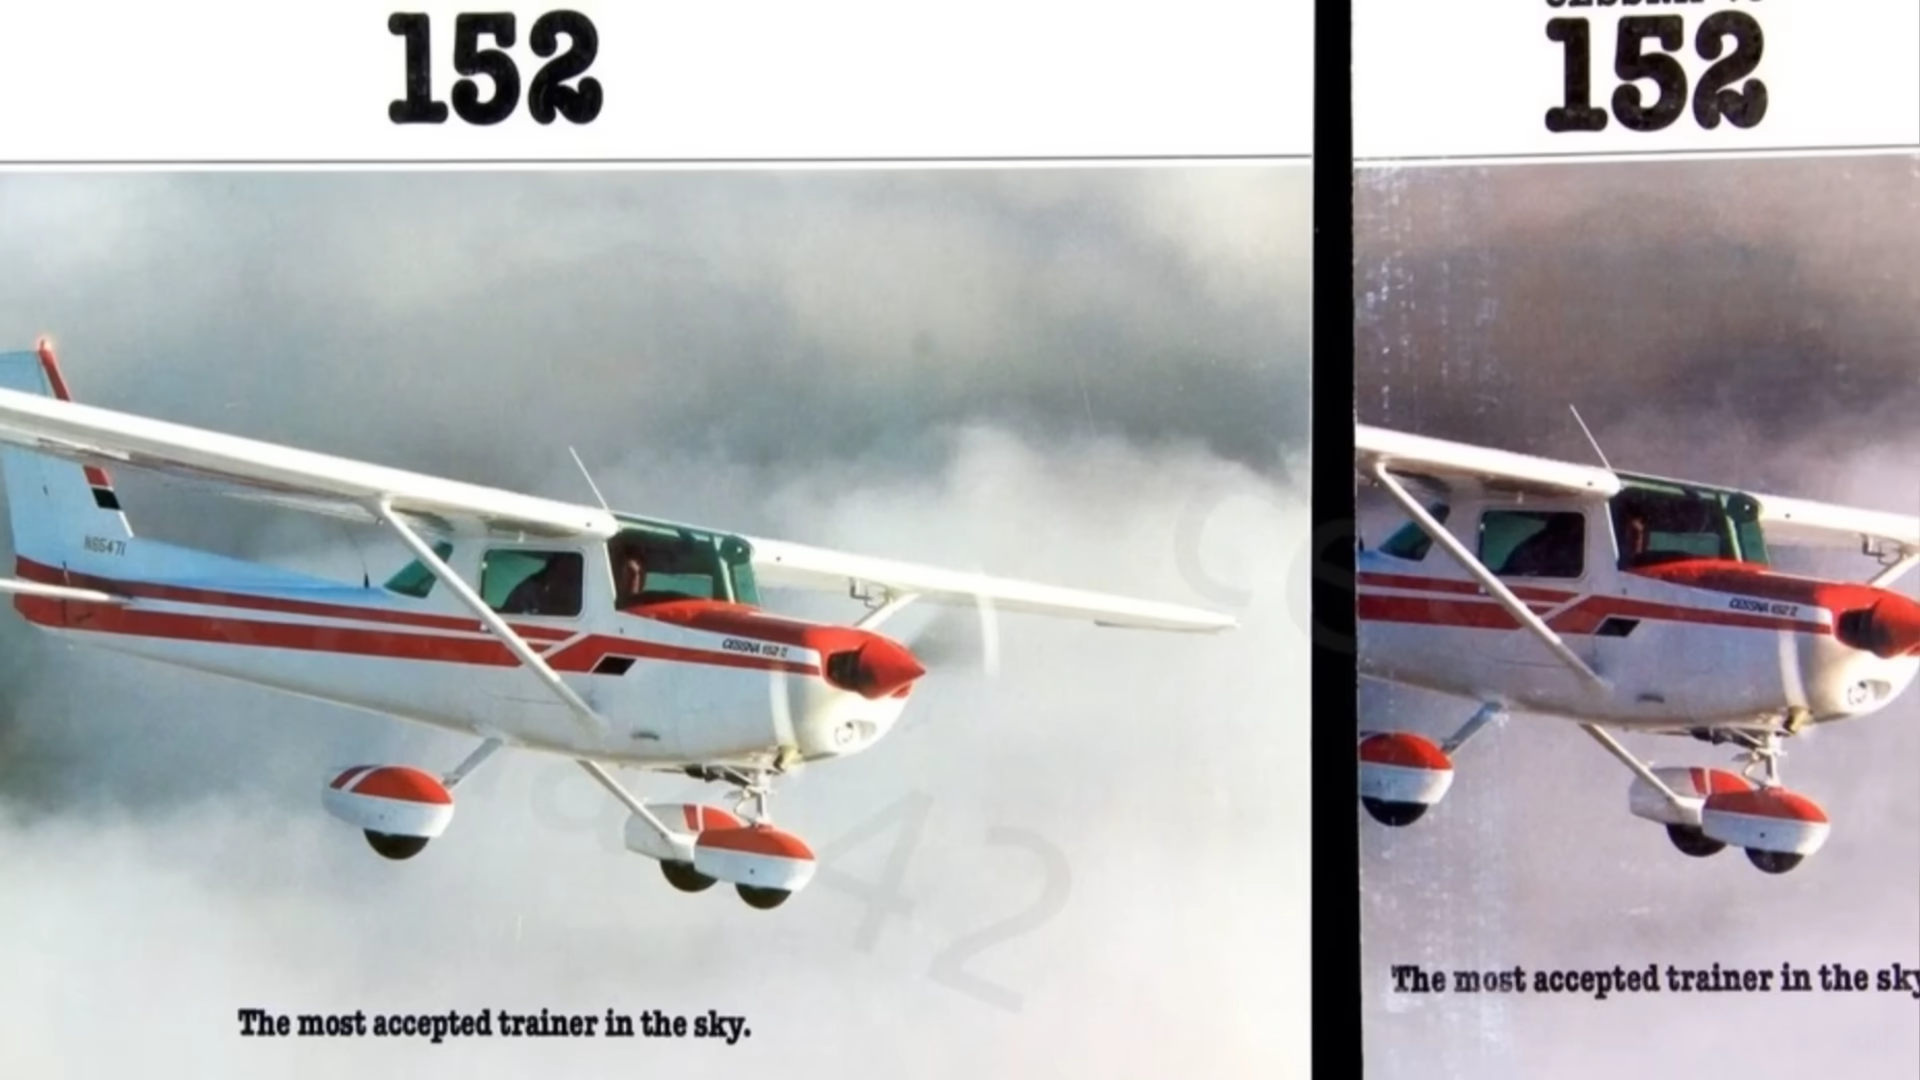 152
N65471
CESSNA 152 II
The most accepted trainer in the sky.
152
CESSNA 152 II
The most accepted trainer in the sky